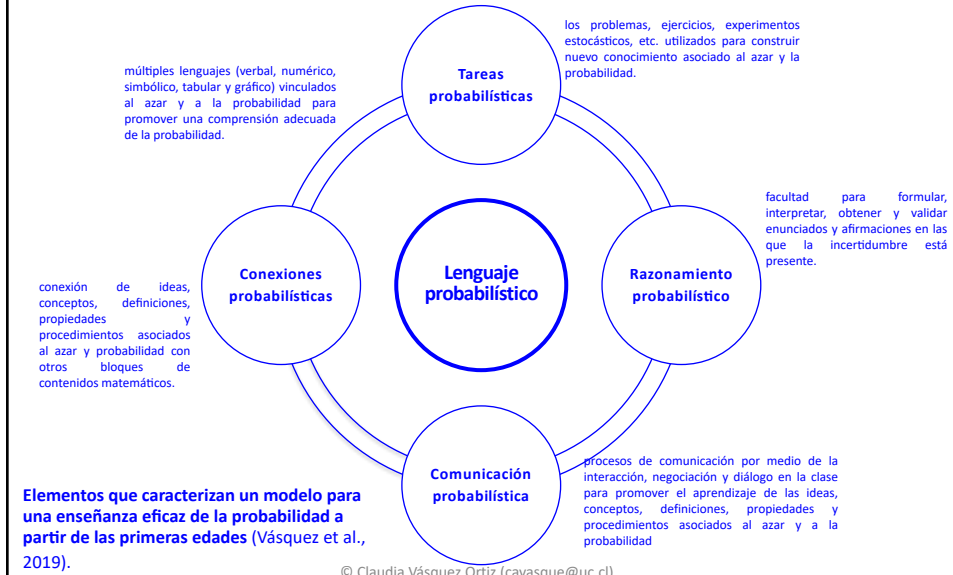 los problemas, ejercicios, experimentos
estocásticos, etc. utilizados para construir
nuevo conocimiento asociado al azar y la
probabilidad.
Tareas
probabilísticas
múltiples lenguajes (verbal, numérico,
simbólico, tabular y gráfico) vinculados
al azar y a la probabilidad para
promover una comprensión adecuada
de la probabilidad.
facultad para formular,
interpretar, obtener y validar
enunciados y afirmaciones en las
que la incertidumbre está
presente.
Conexiones
probabilísticas
Lenguaje
probabilístico
Razonamiento
probabilístico
conexión de ideas,
conceptos, definiciones,
propiedades y
procedimientos asociados
al azar y probabilidad con
otros bloques de
contenidos matemáticos.
Comunicación
probabilística
procesos de comunicación por medio de la
interacción, negociación y diálogo en la clase
para promover el aprendizaje de las ideas,
conceptos, definiciones, propiedades y
procedimientos asociados al azar y a la
probabilidad
Elementos que caracterizan un modelo para
una enseñanza eficaz de la probabilidad a
partir de las primeras edades (Vásquez et al.,
2019).
© Claudia Vásquez Ortiz (cavasque@uc.cl)